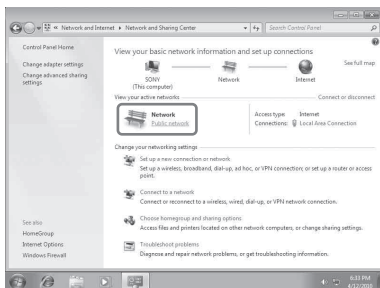 « Network and Internet ▸ Network and Sharing Center
Search Control Panel
Control Panel Home
Change adapter settings
Change advanced sharing
settings
View your basic network information and set up connections
See full map
SONY
(This computer)
Network
Internet
View your active networks
Connect or disconnect
Network
Public network
Access type: Internet
Connections: Local Area Connection
Change your networking settings
Set up a new connection or network
Set up a wireless, broadband, dial-up, ad hoc, or VPN connection; or set up a router or access
point.
Connect to a network
Connect or reconnect to a wireless, wired, dial-up, or VPN network connection.
Choose homegroup and sharing options
Access files and printers located on other network computers, or change sharing settings.
Troubleshoot problems
Diagnose and repair network problems, or get troubleshooting information.
See also
HomeGroup
Internet Options
Windows Firewall
6:33 PM
4/12/2010